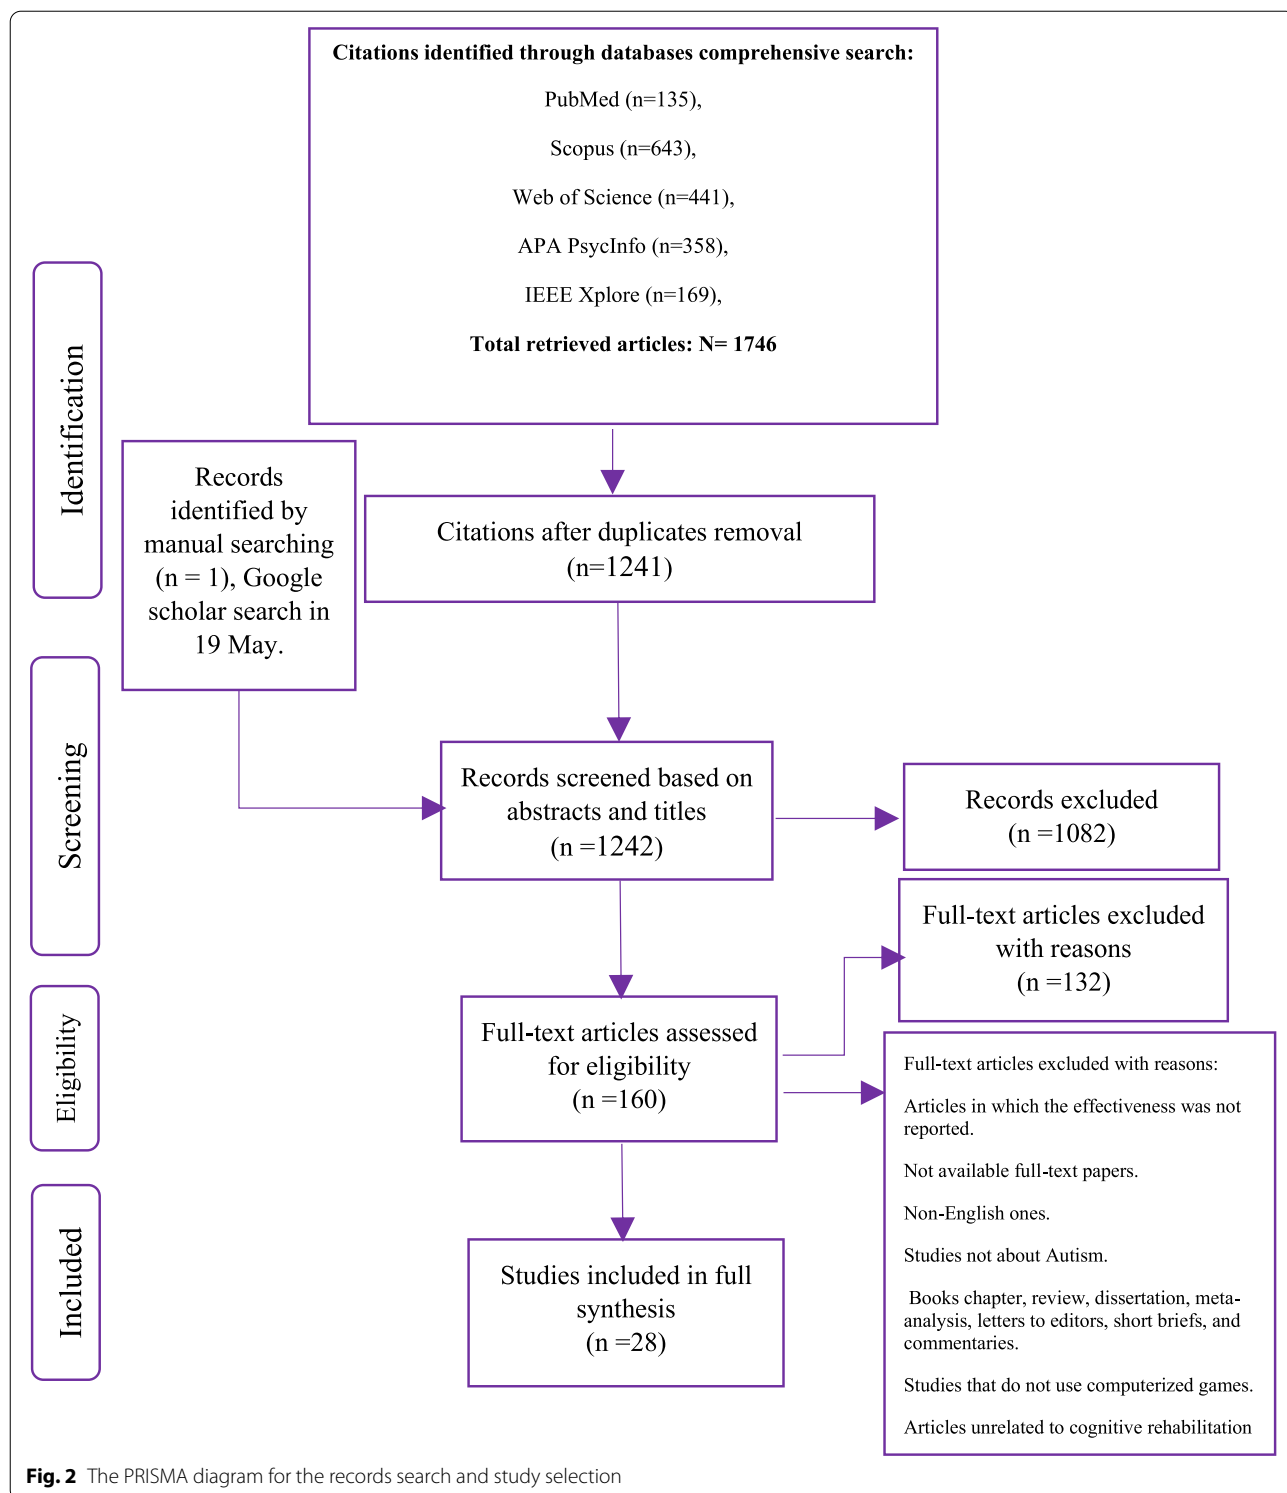 Citations identified through databases comprehensive search:
PubMed (n=135),
Scopus (n=643),
Web of Science (n=441),
APA PsycInfo (n=358),
IEEE Xplore (n=169),
Total retrieved articles: N= 1746
Identification
Records
identified by
manual searching
(n = 1), Google
scholar search in
19 May.
Citations after duplicates removal
(n=1241)
Screening
Records screened based on
abstracts and titles
(n =1242)
Records excluded
(n =1082)
Full-text articles excluded
with reasons
(n =132)
Eligibility
Full-text articles assessed
for eligibility
(n =160)
Full-text articles excluded with reasons:
Articles in which the effectiveness was not
reported.
Not available full-text papers.
Non-English ones.
Studies not about Autism.
Books chapter, review, dissertation, meta-
analysis, letters to editors, short briefs, and
commentaries.
Studies that do not use computerized games.
Articles unrelated to cognitive rehabilitation
Included
Studies included in full
synthesis
(n =28)
Fig. 2 The PRISMA diagram for the records search and study selection